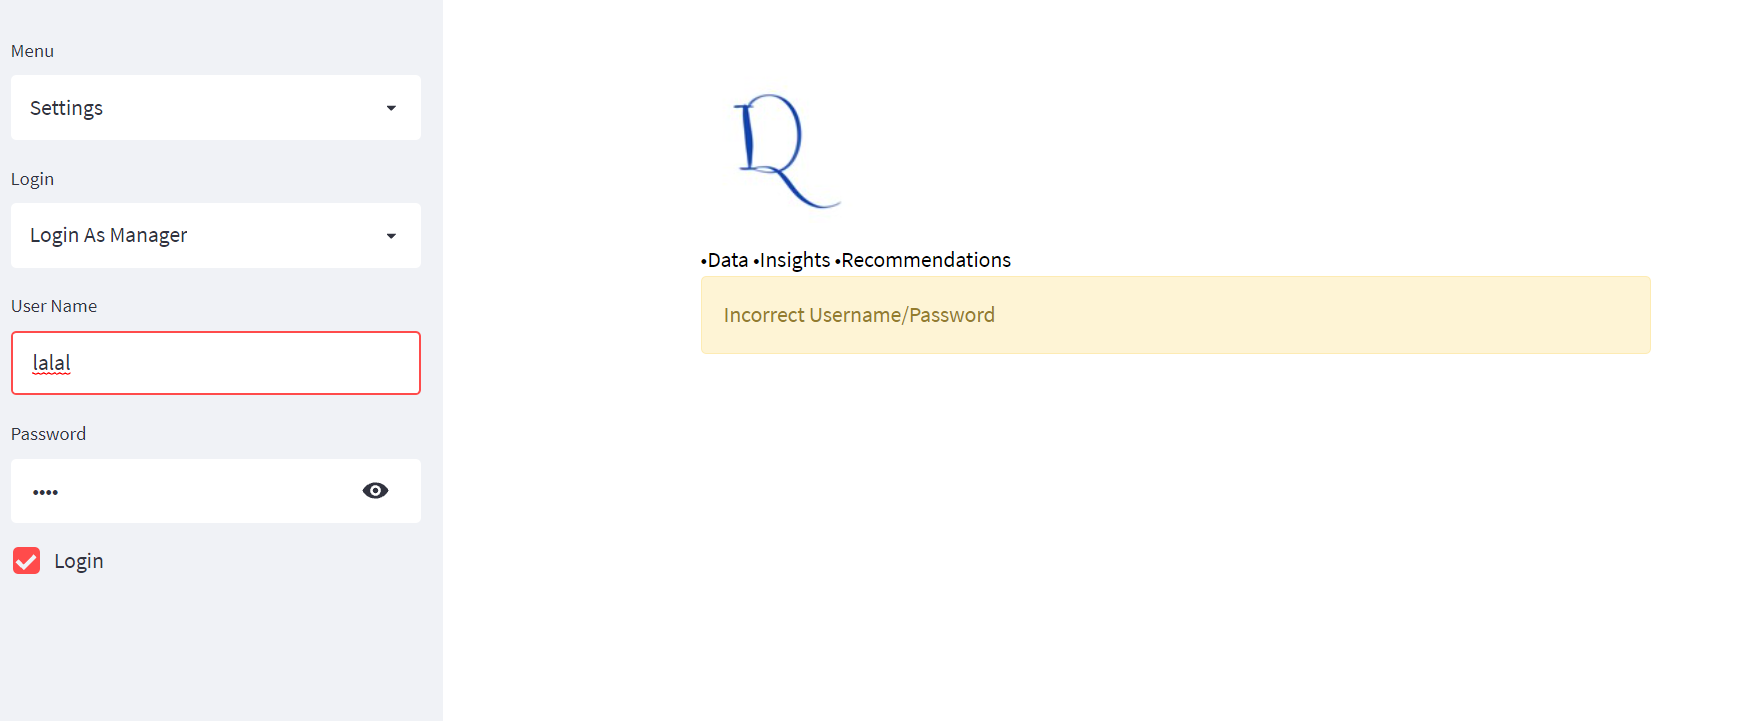 Menu
Settings
Login
Login As Manager
User Name
lalal
Password
••••
Login
•Data •Insights •Recommendations
Incorrect Username/Password